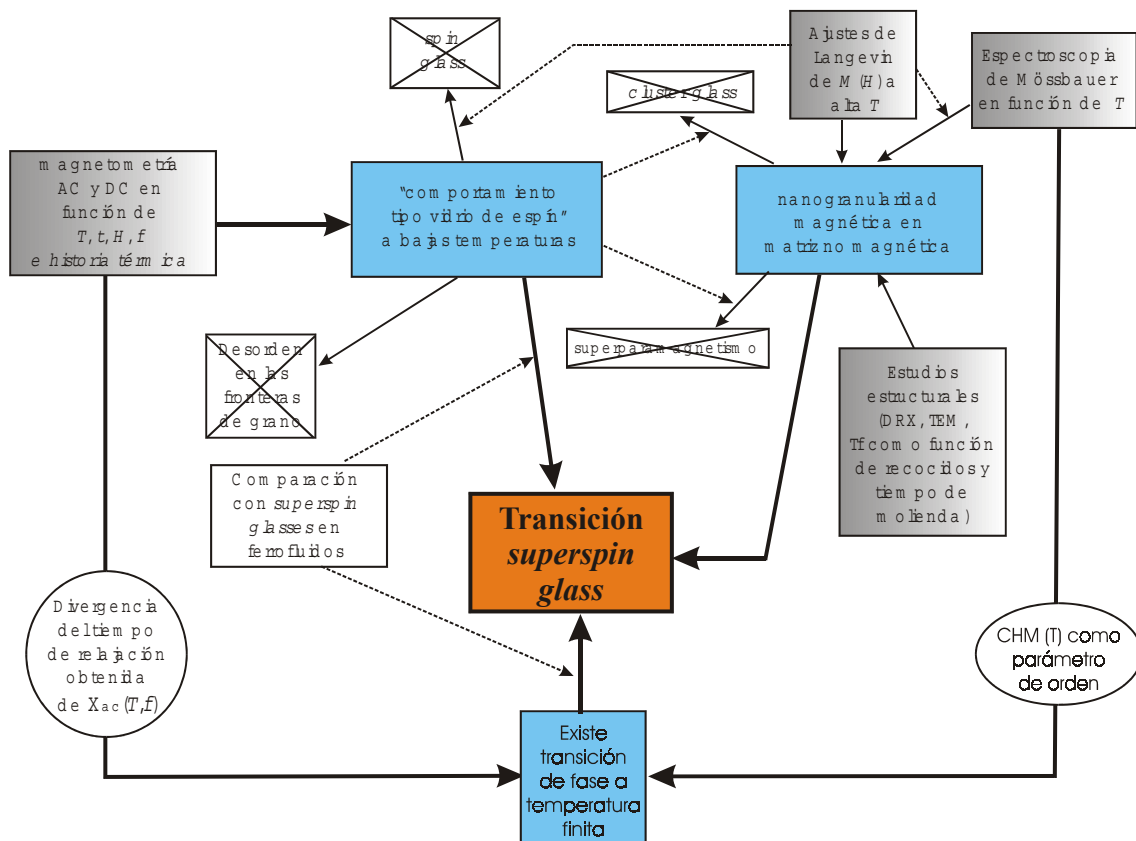 spin
glass
Ajustes de
Langevin
de M(H) a
alta T
Espectroscopia
de Mössbauer
en función de T
cluster glass
magnetometría
AC y DC en
función de
T, t, H, f
e historia térmica
“comportamiento
tipo vidrio de espín”
a bajas temperaturas
nanogranularidad
magnética en
matriz no magnética
Desorden
en las
fronteras
de grano
superparamagnetismo
Estudios
estructurales
(DRX, TEM,
Tf como función
de recocidos y
tiempo de
molienda)
Comparación
con superspin
glasses en
ferrofluidos
Transición
superspin
glass
Divergencia
del tiempo
de relajación
obtenida
de Xac(T,f)
CHM (T) como
parámetro
de orden
Existe
transición
de fase a
temperatura
finita